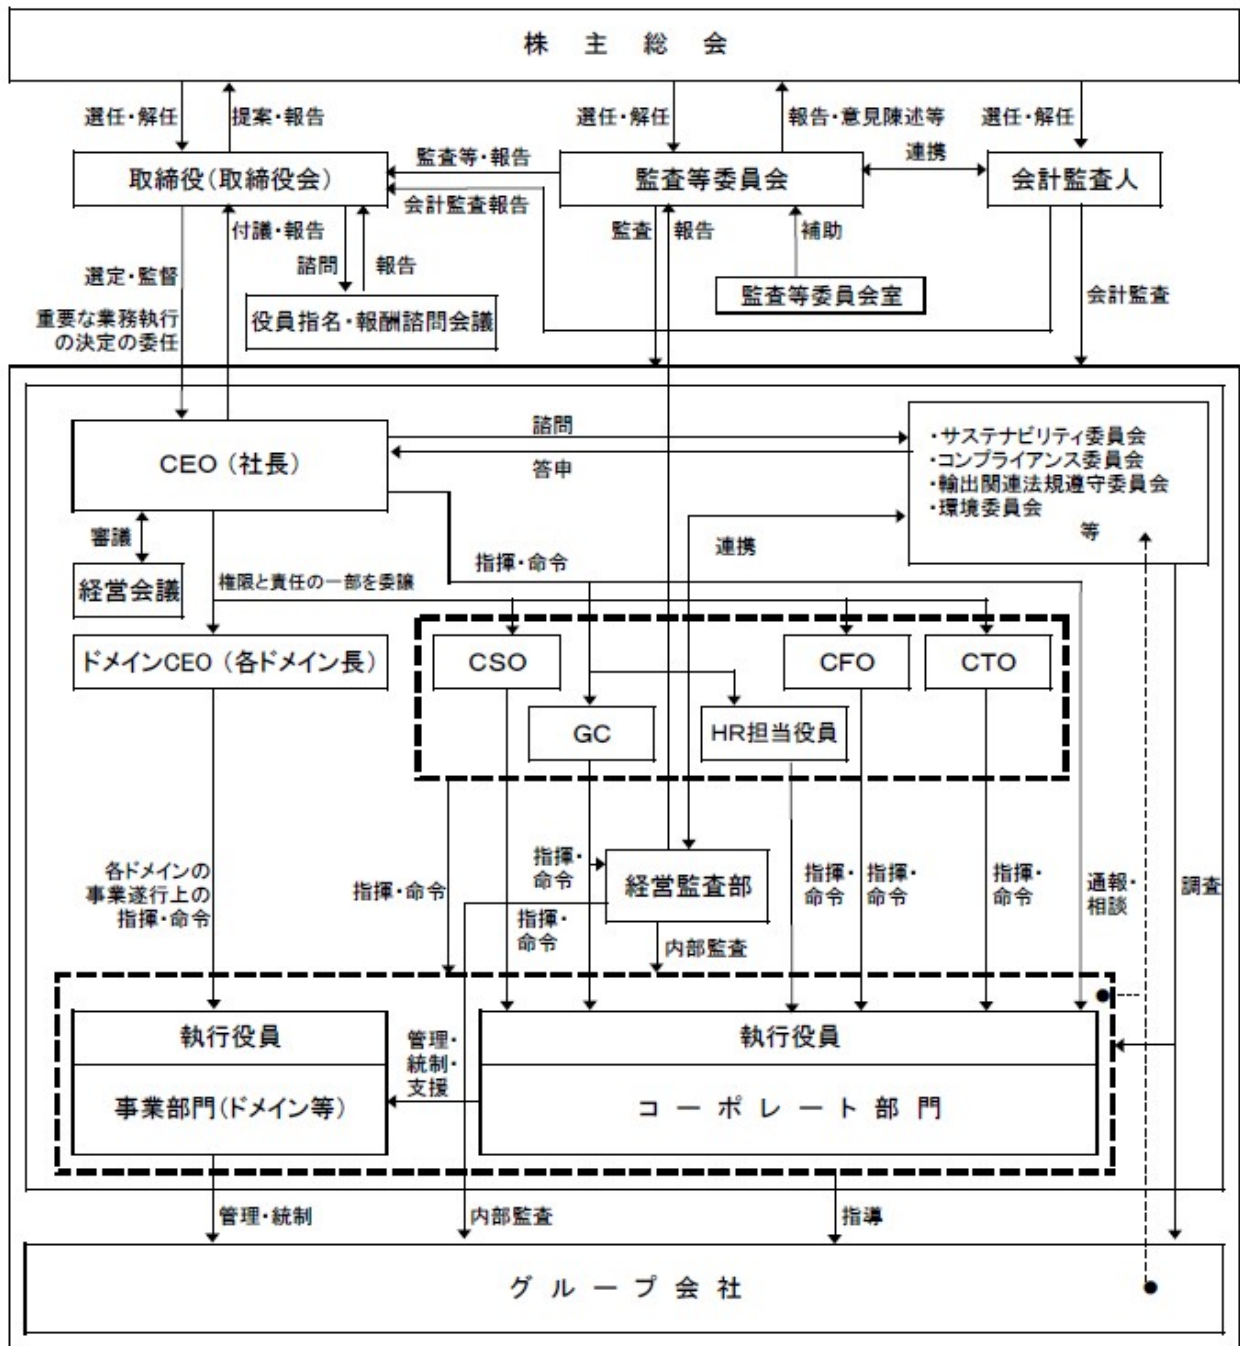 株主総会
選任・解任
提案・報告
選任・解任
報告・意見陳述等
選任・解任
取締役(取締役会)
監査等・報告
監査等委員会
連携
会計監査人
会計監査報告
付議・報告
監査
報告
補助
諮問
報告
選定・監督
監査等委員会室
会計監査
重要な業務執行
の決定の委任
役員指名・報酬諮問会議
CEO(社長)
諮問
答申
・サステナビリティ委員会
・コンプライアンス委員会
・輸出関連法規遵守委員会
・環境委員会
等
審議
連携
指揮・命令
経営会議
権限と責任の一部を委譲
ドメインCEO(各ドメイン長)
CSO
CFO
CTO
GC
HR担当役員
各ドメインの
事業遂行上の
指揮・命令
指揮・命令
指揮・
命令
経営監査部
指揮・
命令
指揮・
命令
指揮・
命令
通報・
相談
調査
指揮・
命令
内部監査
執行役員
管理・
統制・
支援
執行役員
事業部門(ドメイン等)
コーポレート部門
管理・統制
内部監査
指導
グループ会社